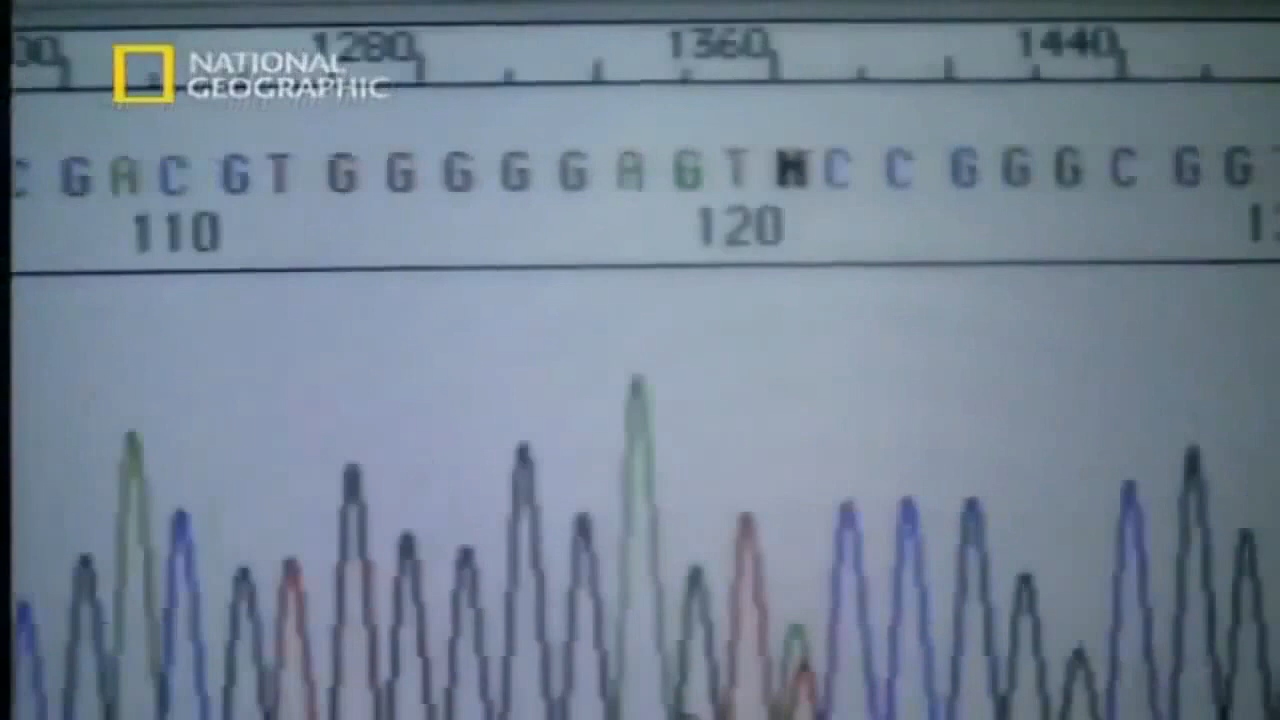 1280 1360 1440
NATIONAL
GEOGRAPHIC
C G A C G T G G G G G A G T N C C G G G C G G
110 120